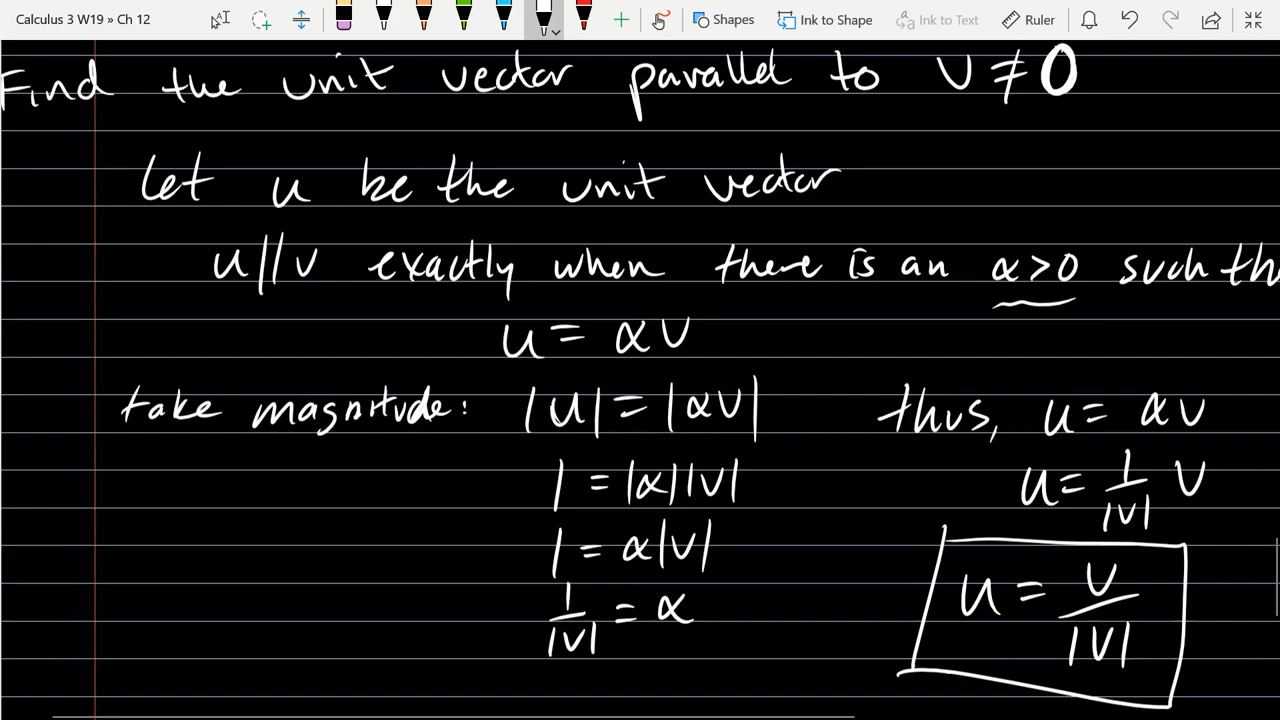 Calculus 3 W19 » Ch 12
Shapes
Ink to Shape
Ink to Text
Ruler
Find the unit vector parallel to v ≠ 0
Let u be the unit vector
u//v exactly when there is an α>0 such th
u = αv
take magnitude: |u| = |αv|
1 = |α||v|
1 = α|v|
1/|v| = α
thus, u = αv
u = 1/|v| v
u = v/|v|